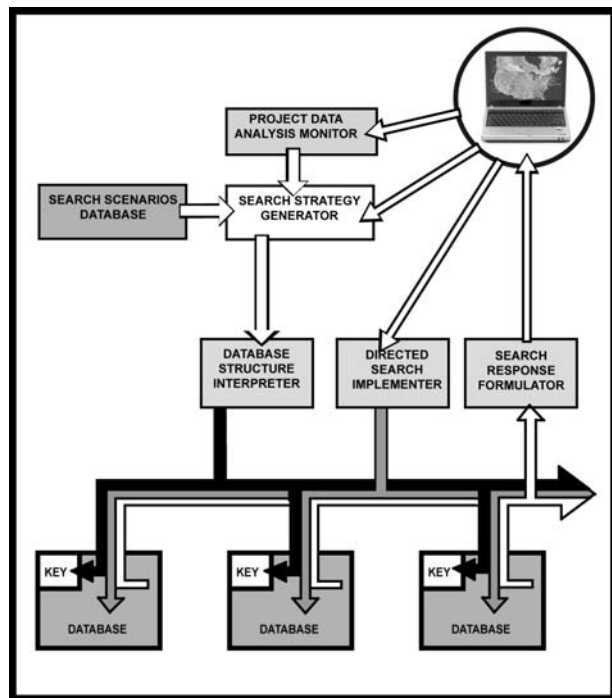 PROJECT DATA
ANALYSIS MONITOR
SEARCH SCENARIOS
DATABASE
SEARCH STRATEGY
GENERATOR
DATABASE
STRUCTURE
INTERPRETER
DIRECTED
SEARCH
IMPLEMENTER
SEARCH
RESPONSE
FORMULATOR
KEY
DATABASE
KEY
DATABASE
KEY
DATABASE